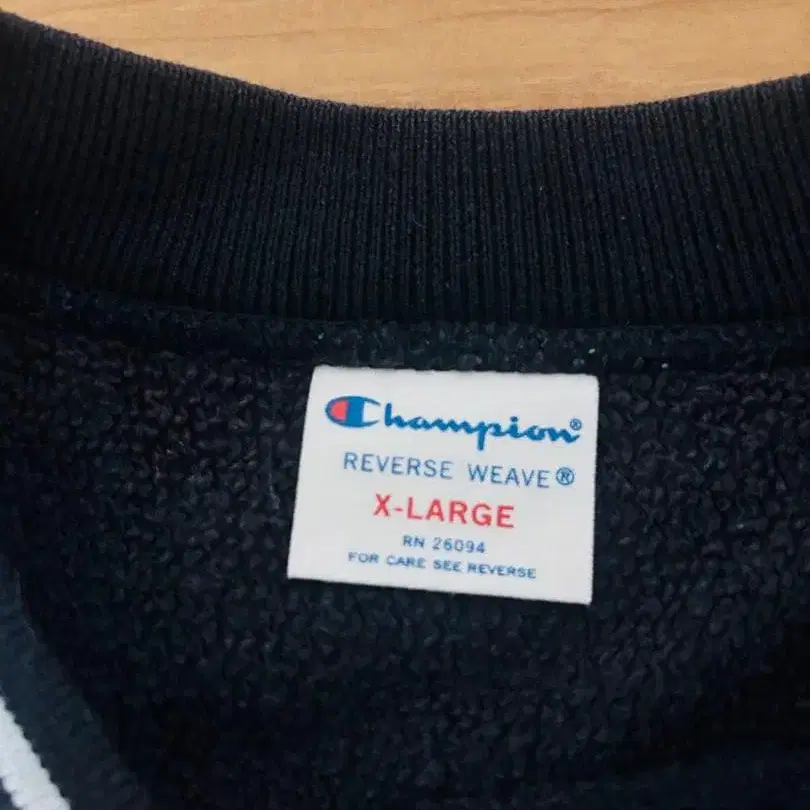 Champion®
REVERSE WEAVE®
X-LARGE
RN 26094
FOR CARE SEE REVERSE